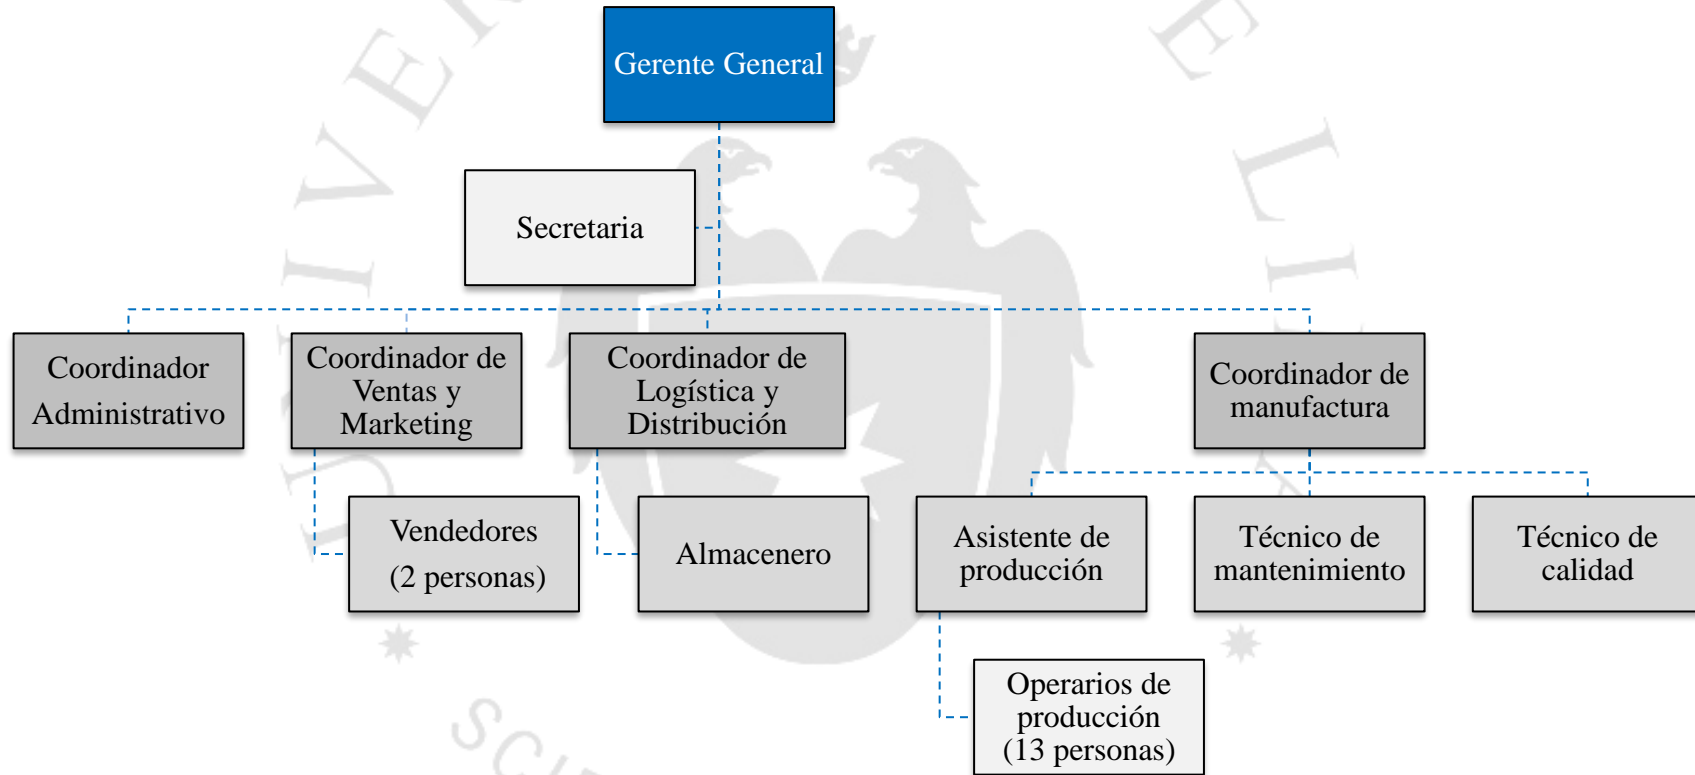 Gerente General
Secretaria
Coordinador
Administrativo
Coordinador de
Ventas y
Marketing
Coordinador de
Logística y
Distribución
Coordinador de
manufactura
Vendedores
(2 personas)
Almacenero
Asistente de
producción
Técnico de
mantenimiento
Técnico de
calidad
Operarios de
producción
(13 personas)